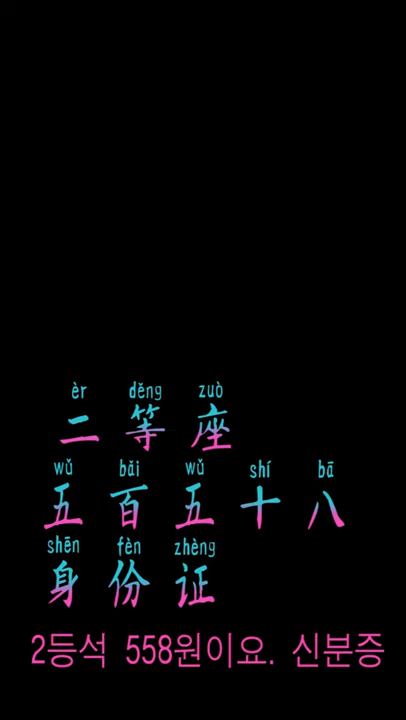 èr děng zuò
二 等 座
wǔ bǎi wǔ shí bā
五 百 五 十 八
shēn fèn zhèng
身 份 证
2등석 558원이요. 신분증